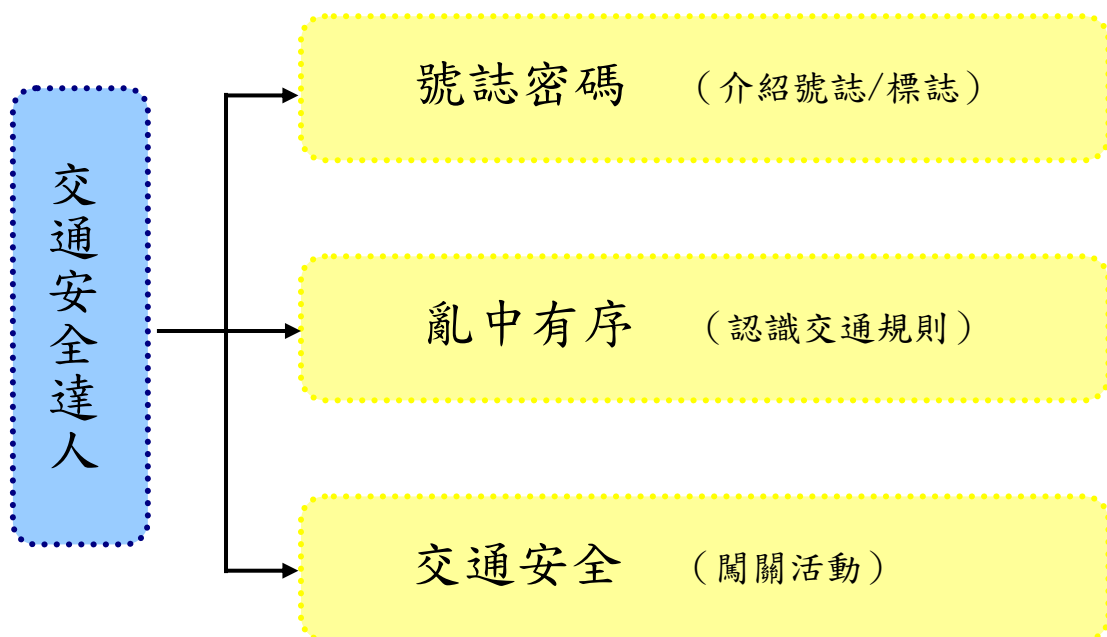 交通安全達人
號誌密碼 （介紹號誌/標誌）
亂中有序 （認識交通規則）
交通安全 （闖關活動）